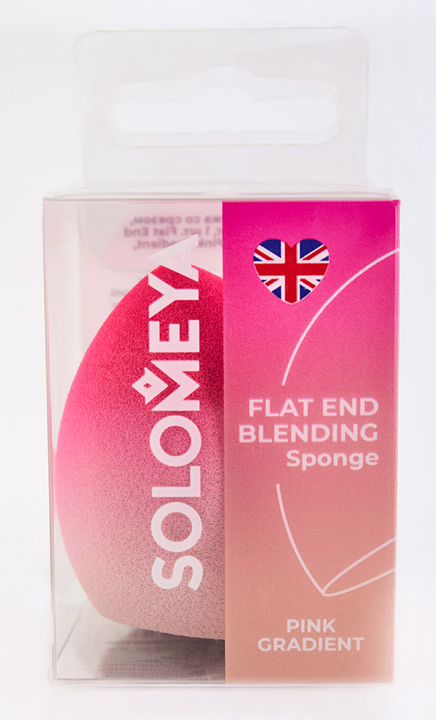 SOLOMEYA
FLAT END
BLENDING
Sponge
PINK
GRADIENT